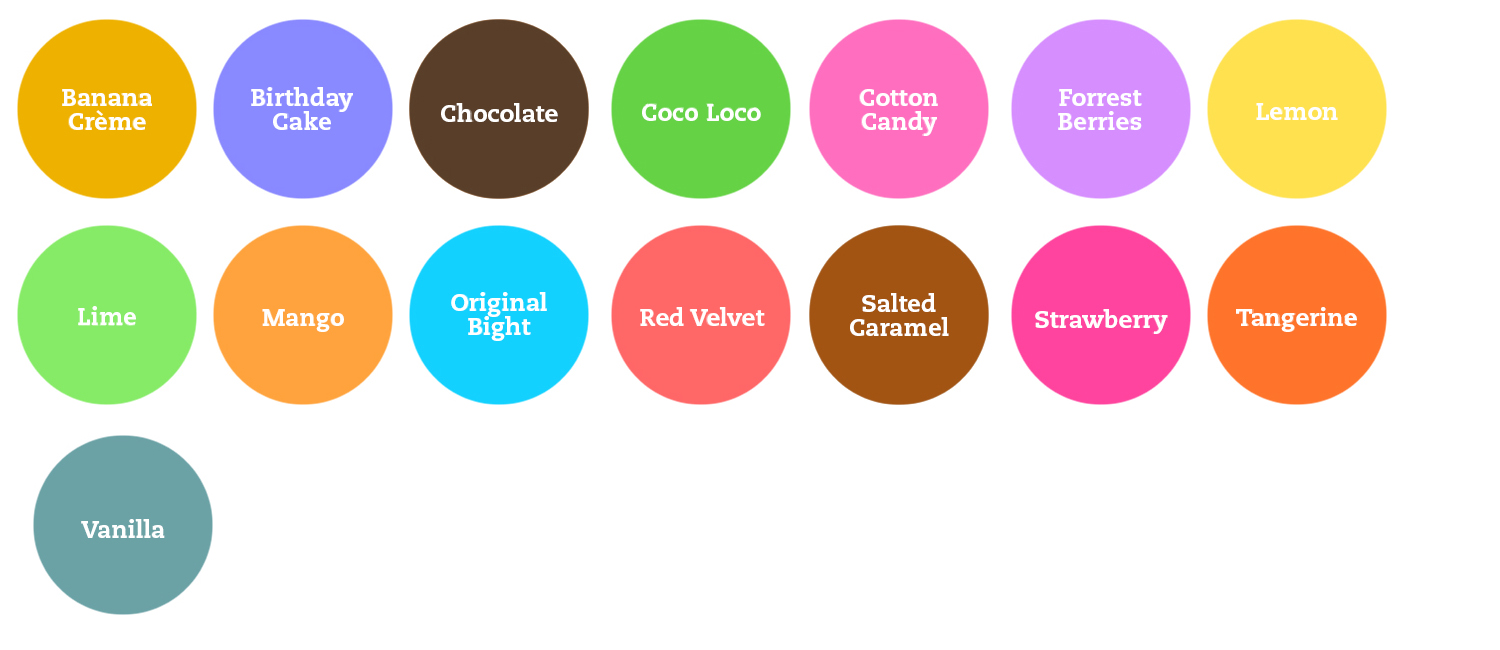 Banana
Crème
Birthday
Cake
Chocolate
Coco Loco
Cotton
Candy
Forrest
Berries
Lemon
Lime
Mango
Original
Bight
Red Velvet
Salted
Caramel
Strawberry
Tangerine
Vanilla